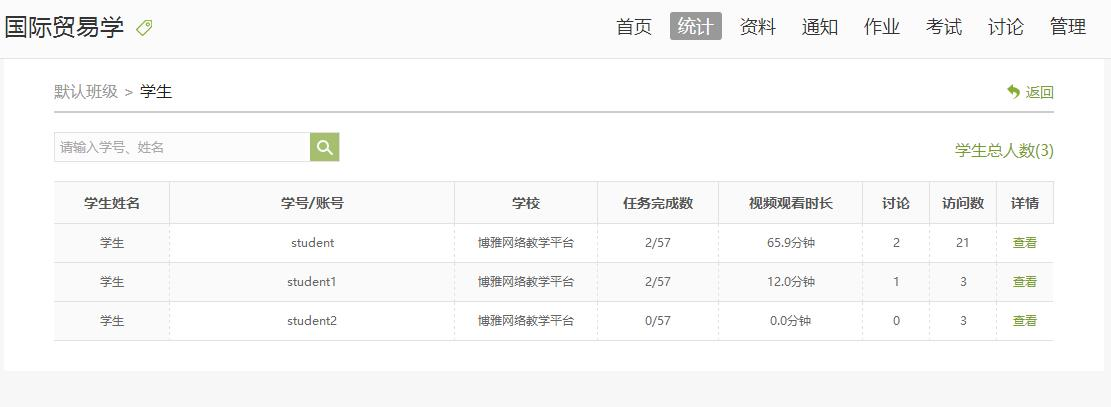 国际贸易学
首页 统计 资料 通知 作业 考试 讨论 管理
默认班级 > 学生 返回
请输入学号、姓名
学生总人数(3)
学生姓名 学号/账号 学校 任务完成数 视频观看时长 讨论 访问数 详情
学生 student 博雅网络教学平台 2/57 65.9分钟 2 21 查看
学生 student1 博雅网络教学平台 2/57 12.0分钟 1 3 查看
学生 student2 博雅网络教学平台 0/57 0.0分钟 0 3 查看